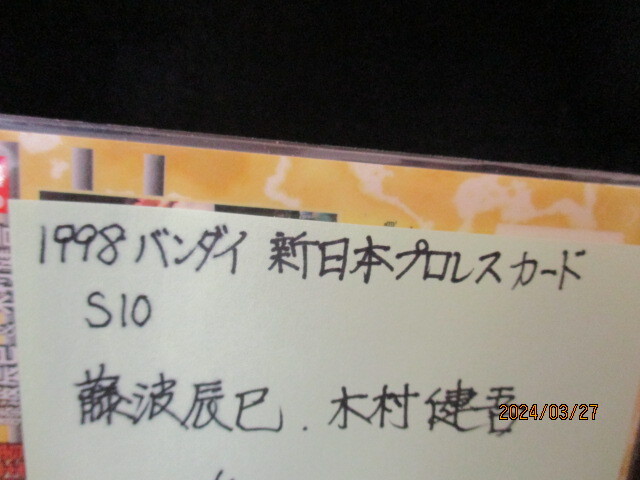 1998 バンダイ 新日本プロレスカード
S10
藤波辰巳. 木村健吾
2024/03/27